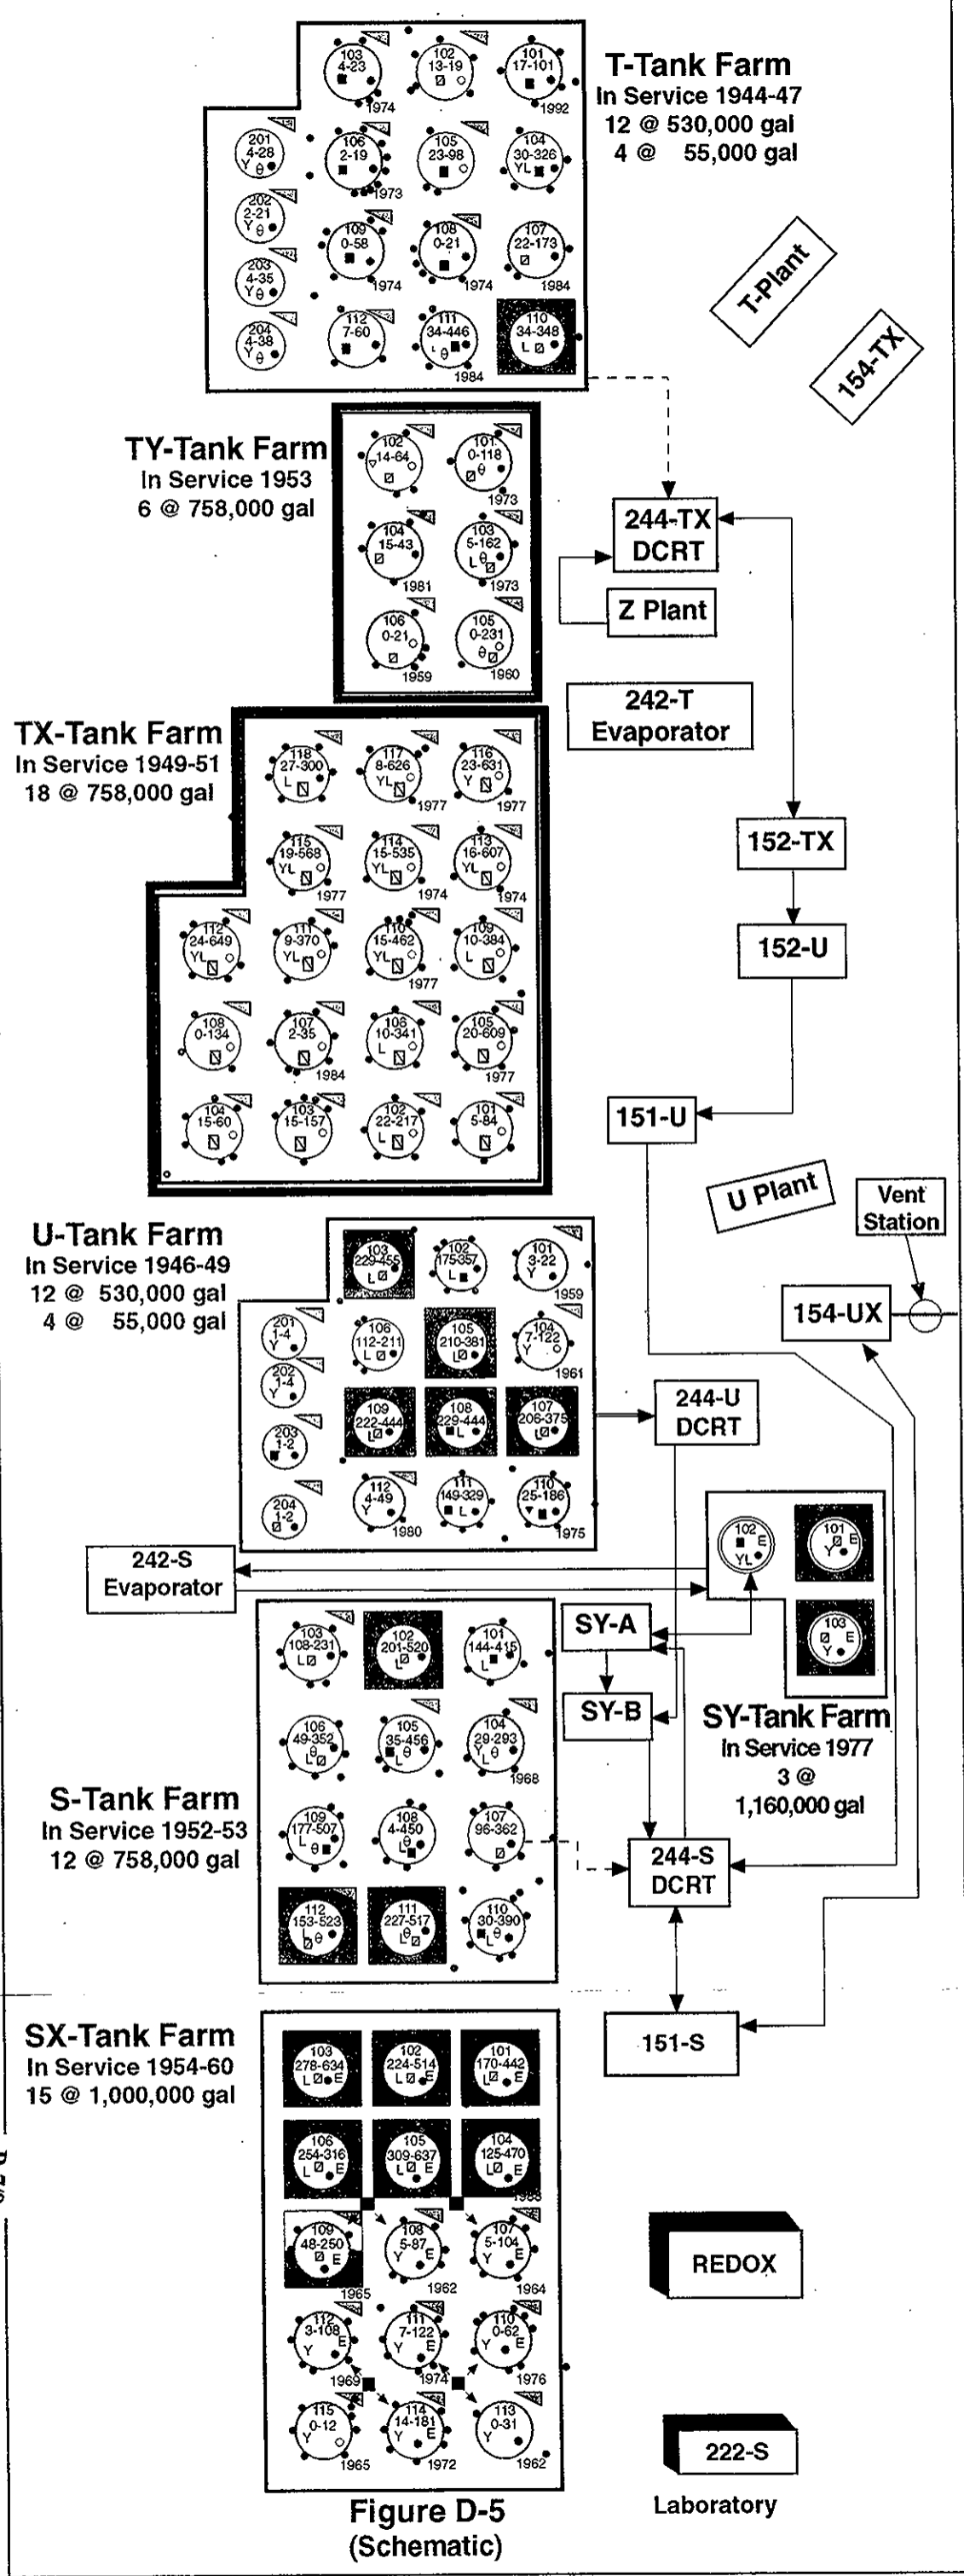 T-Tank Farm
In Service 1944-47
12 @ 530,000 gal
4 @ 55,000 gal
103
4-23
1974
102
13-19
101
17-101
1992
201
4-28
Y θ
106
2-19
1973
105
23-98
104
30-326
YL
202
2-21
Y θ
109
0-58
1974
108
0-21
1974
107
22-173
1984
203
4-35
Y θ
204
4-38
Y θ
112
7-60
111
34-446
L θ
1984
110
34-348
L
T-Plant
154-TX
TY-Tank Farm
In Service 1953
6 @ 758,000 gal
102
14-64
101
0-118
θ
1973
104
15-43
1981
103
5-162
L θ
1973
106
0-21
1959
105
0-231
θ
1960
244-TX
DCRT
Z Plant
242-T
Evaporator
TX-Tank Farm
In Service 1949-51
18 @ 758,000 gal
118
27-300
L
117
8-626
YL
1977
116
23-631
Y
1977
115
19-568
YL
1977
114
15-535
YL
1974
113
16-607
YL
1974
112
24-649
YL
111
9-370
YL
110
15-462
YL
1977
109
10-384
L
108
0-134
107
2-35
1984
106
10-341
L
105
20-609
1977
104
15-60
103
15-157
102
22-217
L
101
5-84
152-TX
152-U
151-U
U Plant
Vent
Station
154-UX
U-Tank Farm
In Service 1946-49
12 @ 530,000 gal
4 @ 55,000 gal
103
229-455
L
102
175-357
L
101
3-22
Y
1959
201
1-4
Y
106
112-211
L
105
210-381
L
104
7-122
Y
1961
202
1-4
Y
109
222-444
L
108
229-444
L
107
206-375
L
203
1-2
204
1-2
112
4-49
Y
1980
111
149-329
L
110
25-186
1975
244-U
DCRT
242-S
Evaporator
102
E
YL
101
E
Y
103
E
Y
SY-A
SY-B
SY-Tank Farm
In Service 1977
3 @
1,160,000 gal
S-Tank Farm
In Service 1952-53
12 @ 758,000 gal
103
108-231
L
102
201-520
L
101
144-415
L
106
49-352
θ
L
105
35-456
L θ
104
29-293
YL θ
1968
109
177-507
L
θ
108
4-450
L θ
107
96-362
112
153-523
L θ
111
227-517
L θ
110
30-390
L θ
244-S
DCRT
151-S
SX-Tank Farm
In Service 1954-60
15 @ 1,000,000 gal
103
278-634
L E
102
224-514
L E
101
170-442
L E
106
254-316
L E
105
309-637
L E
104
125-470
L E
109
48-250
E
1965
108
5-87
Y E
1962
107
5-104
Y E
1964
112
3-108
Y E
1969
111
7-122
Y E
1974
110
0-62
Y E
1976
115
0-12
Y
1965
114
14-181
Y E
1972
113
0-31
Y
1962
REDOX
222-S
Laboratory
Figure D-5
(Schematic)